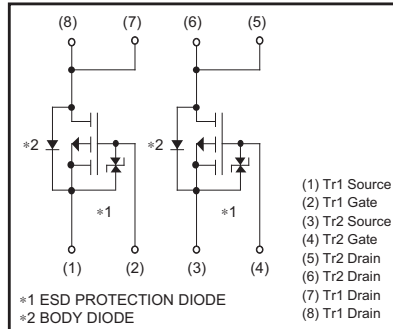 (8) (7) (6) (5)
∗2 ∗2
∗1 ∗1
(1) (2) (3) (4)
(1) Tr1 Source
(2) Tr1 Gate
(3) Tr2 Source
(4) Tr2 Gate
(5) Tr2 Drain
(6) Tr2 Drain
(7) Tr1 Drain
(8) Tr1 Drain
∗1 ESD PROTECTION DIODE
∗2 BODY DIODE